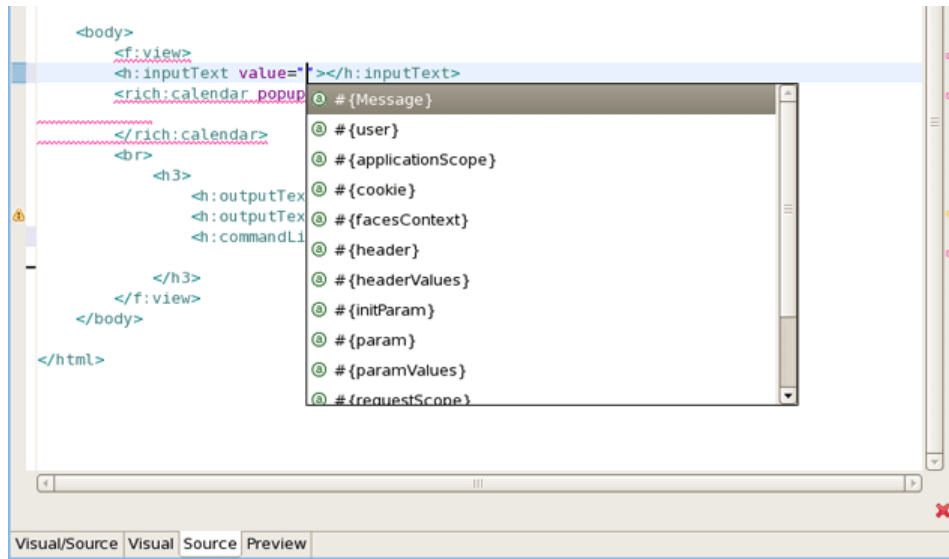 <body>
<f:view>
<h:inputText value=""></h:inputText>
<rich:calendar popup
</rich:calendar>
<br>
<h3>
<h:outputTex
<h:outputTex
<h:commandLi
</h3>
</f:view>
</body>
</html>
#{Message}
#{user}
#{applicationScope}
#{cookie}
#{facesContext}
#{header}
#{headerValues}
#{initParam}
#{param}
#{paramValues}
#{requestScope}
Visual/Source Visual Source Preview